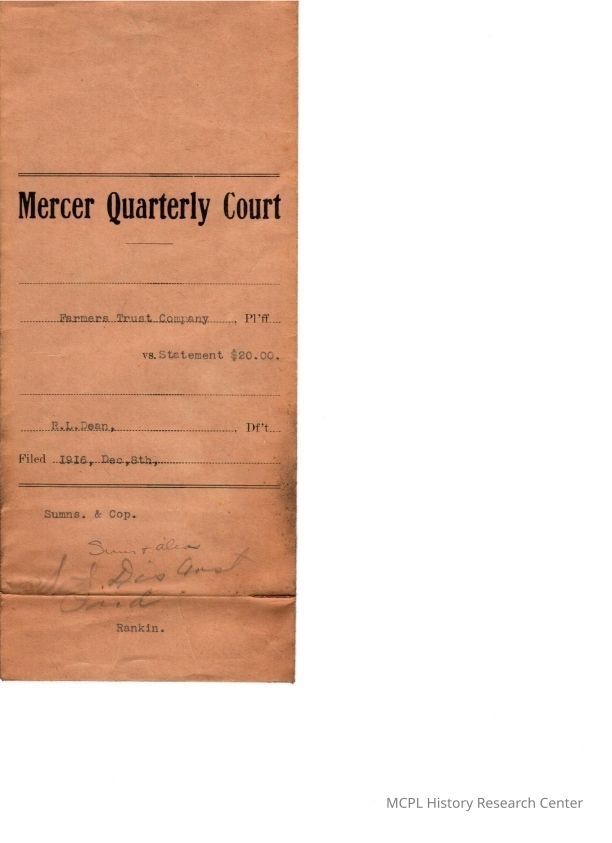 Mercer Quarterly Court
Farmers Trust Company, Pl'ff
vs. Statement $20.00.
R.L.Dean, Df't
Filed 1916, Dec,8th,
Sumns. & Cop.
Dis
Rankin.
MCPL History Research Center